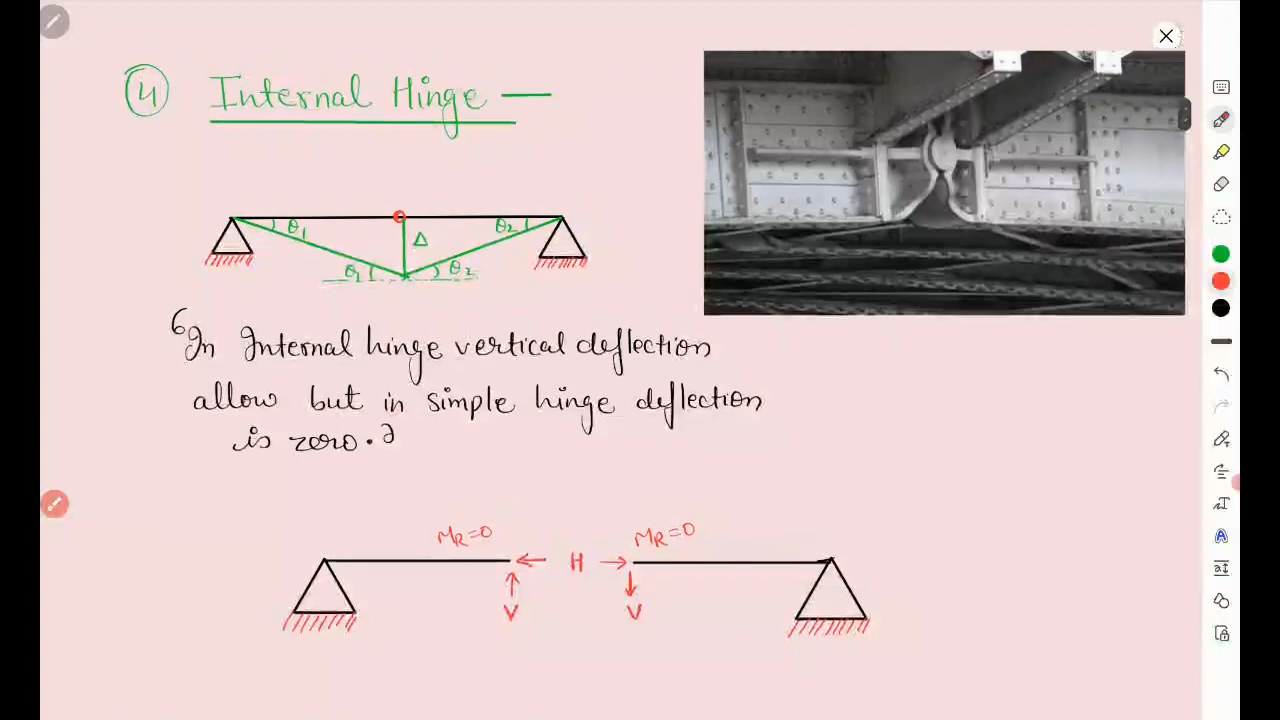 4 Internal Hinge —
θ1 θ2
Δ
θ1 θ2
In Internal hinge vertical deflection
allow but in simple hinge deflection
is zero.
MR=0 MR=0
H
V V